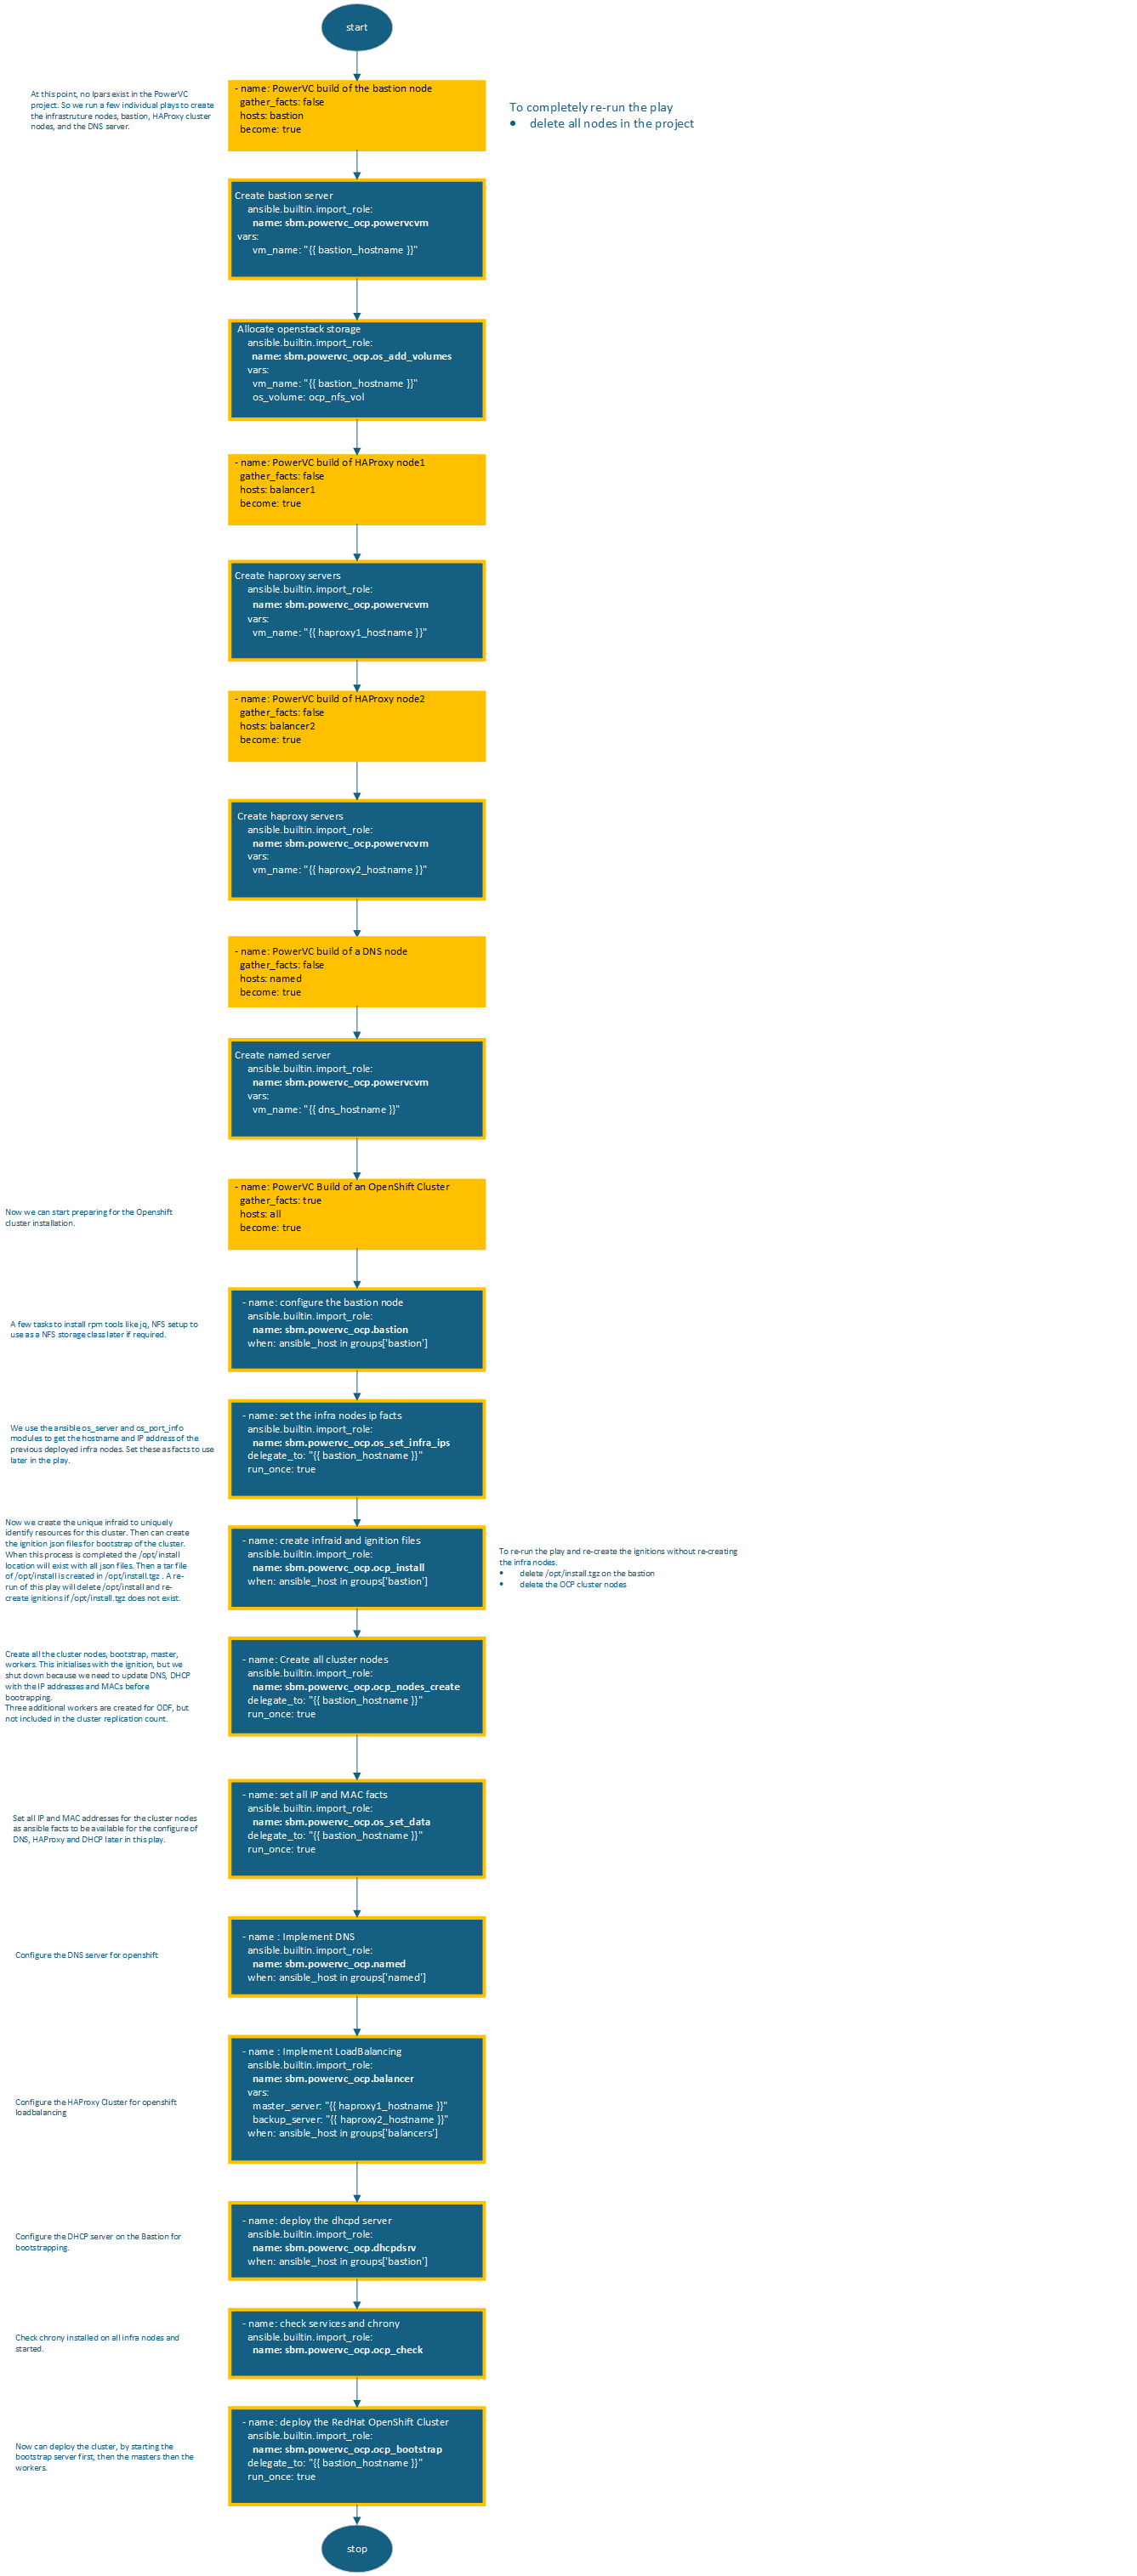 start
At this point, no lpars exist in the PowerVC
project. So we run a few individual plays to create
the infrastruture nodes, bastion, HAProxy cluster
nodes, and the DNS server.
- name: PowerVC build of the bastion node
gather_facts: false
hosts: bastion
become: true
To completely re-run the play
• delete all nodes in the project
Create bastion server
ansible.builtin.import_role:
name: sbm.powervc_ocp.powervcvm
vars:
vm_name: "{{ bastion_hostname }}"
Allocate openstack storage
ansible.builtin.import_role:
name: sbm.powervc_ocp.os_add_volumes
vars:
vm_name: "{{ bastion_hostname }}"
os_volume: ocp_nfs_vol
- name: PowerVC build of HAProxy node1
gather_facts: false
hosts: balancer1
become: true
Create haproxy servers
ansible.builtin.import_role:
name: sbm.powervc_ocp.powervcvm
vars:
vm_name: "{{ haproxy1_hostname }}"
- name: PowerVC build of HAProxy node2
gather_facts: false
hosts: balancer2
become: true
Create haproxy servers
ansible.builtin.import_role:
name: sbm.powervc_ocp.powervcvm
vars:
vm_name: "{{ haproxy2_hostname }}"
- name: PowerVC build of a DNS node
gather_facts: false
hosts: named
become: true
Create named server
ansible.builtin.import_role:
name: sbm.powervc_ocp.powervcvm
vars:
vm_name: "{{ dns_hostname }}"
Now we can start preparing for the Openshift
cluster installation.
- name: PowerVC Build of an OpenShift Cluster
gather_facts: true
hosts: all
become: true
A few tasks to install rpm tools like jq, NFS setup to
use as a NFS storage class later if required.
- name: configure the bastion node
ansible.builtin.import_role:
name: sbm.powervc_ocp.bastion
when: ansible_host in groups['bastion']
We use the ansible os_server and os_port_info
modules to get the hostname and IP address of the
previous deployed infra nodes. Set these as facts to use
later in the play.
- name: set the infra nodes ip facts
ansible.builtin.import_role:
name: sbm.powervc_ocp.os_set_infra_ips
delegate_to: "{{ bastion_hostname }}"
run_once: true
Now we create the unique infraid to uniquely
identify resources for this cluster. Then can create
the ignition json files for bootstrap of the cluster.
When this process is completed the /opt/install
location will exist with all json files. Then a tar file
of /opt/install is created in /opt/install.tgz . A re-
run of this play will delete /opt/install and re-
create ignitions if /opt/install.tgz does not exist.
- name: create infraid and ignition files
ansible.builtin.import_role:
name: sbm.powervc_ocp.ocp_install
when: ansible_host in groups['bastion']
To re-run the play and re-create the ignitions without re-creating
the infra nodes.
• delete /opt/install.tgz on the bastion
• delete the OCP cluster nodes
Create all the cluster nodes, bootstrap, master,
workers. This initialises with the ignition, but we
shut down because we need to update DNS, DHCP
with the IP addresses and MACs before
bootrapping.
Three additional workers are created for ODF, but
not included in the cluster replication count.
- name: Create all cluster nodes
ansible.builtin.import_role:
name: sbm.powervc_ocp.ocp_nodes_create
delegate_to: "{{ bastion_hostname }}"
run_once: true
Set all IP and MAC addresses for the cluster nodes
as ansible facts to be available for the configure of
DNS, HAProxy and DHCP later in this play.
- name: set all IP and MAC facts
ansible.builtin.import_role:
name: sbm.powervc_ocp.os_set_data
delegate_to: "{{ bastion_hostname }}"
run_once: true
Configure the DNS server for openshift
- name : Implement DNS
ansible.builtin.import_role:
name: sbm.powervc_ocp.named
when: ansible_host in groups['named']
Configure the HAProxy Cluster for openshift
loadbalancing
- name : Implement LoadBalancing
ansible.builtin.import_role:
name: sbm.powervc_ocp.balancer
vars:
master_server: "{{ haproxy1_hostname }}"
backup_server: "{{ haproxy2_hostname }}"
when: ansible_host in groups['balancers']
Configure the DHCP server on the Bastion for
bootstrapping.
- name: deploy the dhcpd server
ansible.builtin.import_role:
name: sbm.powervc_ocp.dhcpdsrv
when: ansible_host in groups['bastion']
Check chrony installed on all infra nodes and
started.
- name: check services and chrony
ansible.builtin.import_role:
name: sbm.powervc_ocp.ocp_check
Now can deploy the cluster, by starting the
bootstrap server first, then the masters then the
workers.
- name: deploy the RedHat OpenShift Cluster
ansible.builtin.import_role:
name: sbm.powervc_ocp.ocp_bootstrap
delegate_to: "{{ bastion_hostname }}"
run_once: true
stop